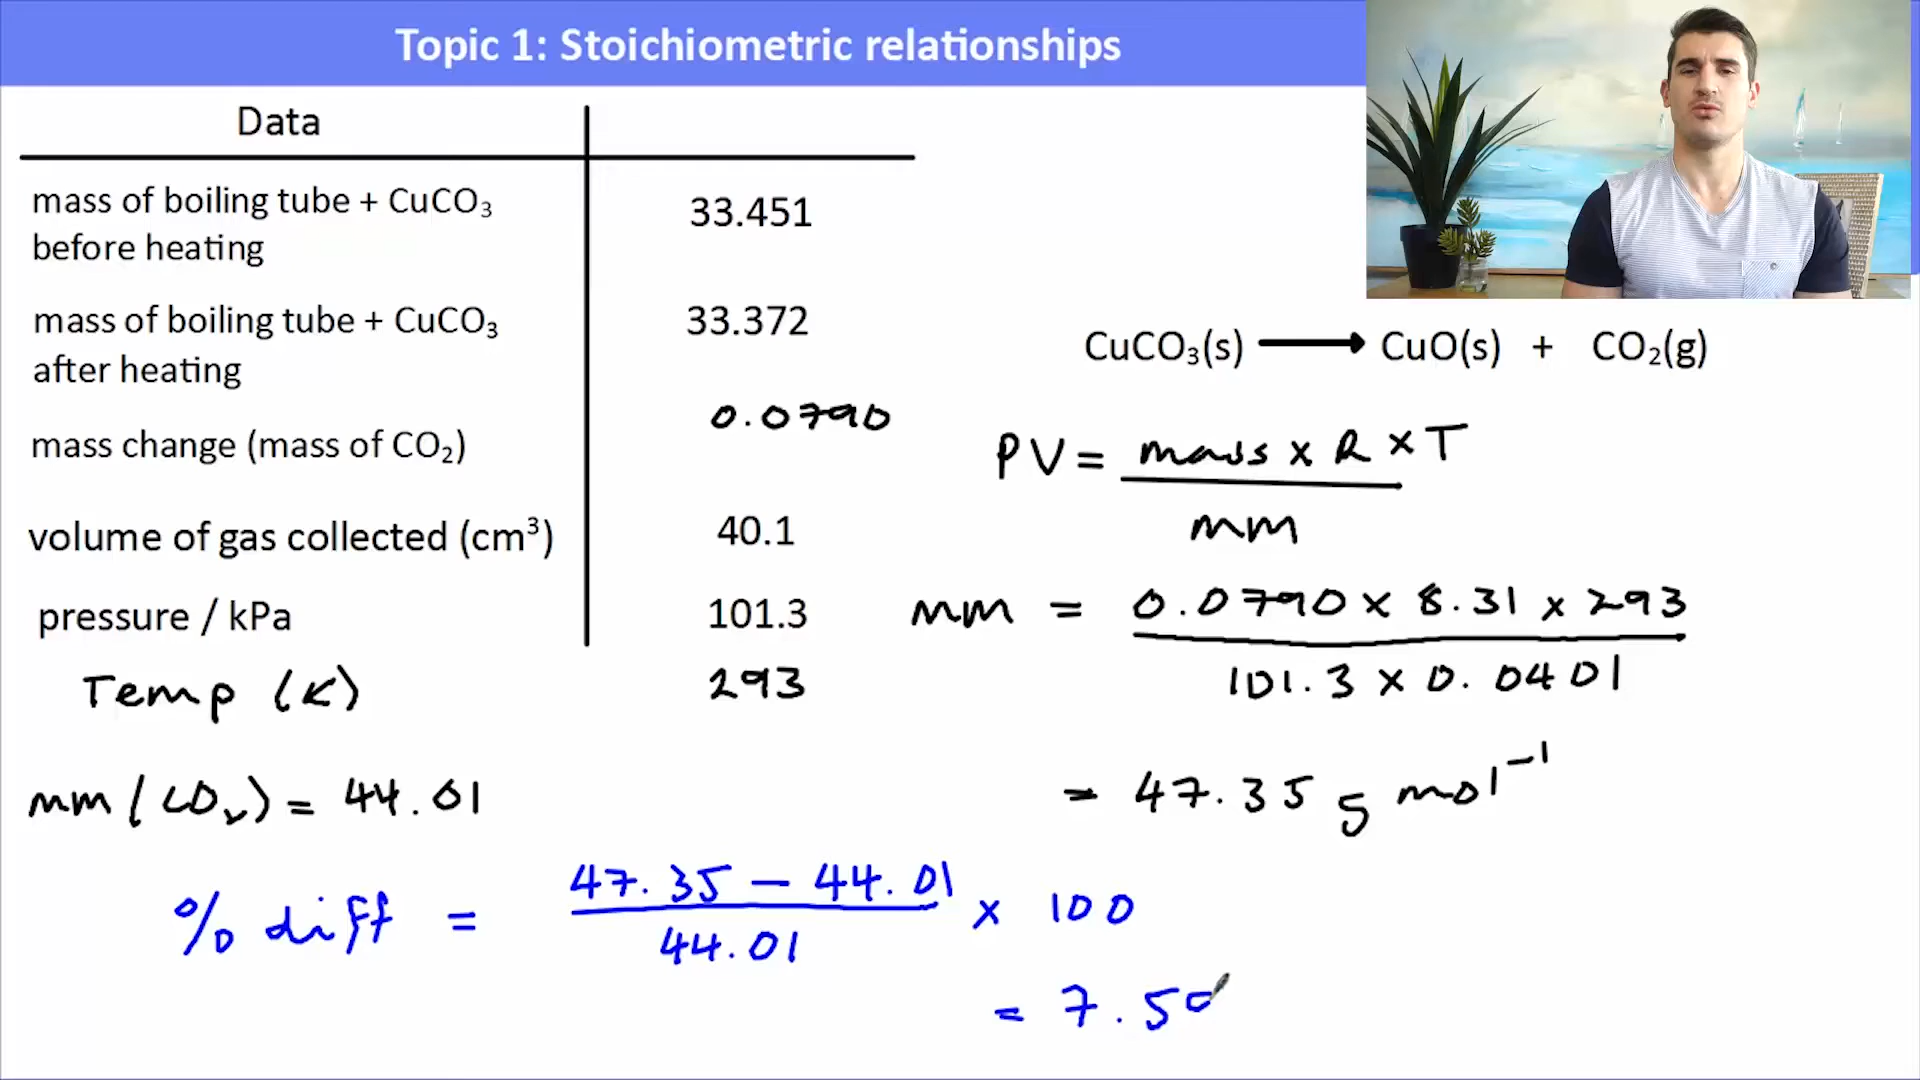 Topic 1: Stoichiometric relationships
Data
mass of boiling tube + CuCO₃ before heating 33.451
mass of boiling tube + CuCO₃ after heating 33.372
mass change (mass of CO₂) 0.0790
volume of gas collected (cm³) 40.1
pressure / kPa 101.3
Temp (K) 293
mm (CO₂) = 44.01
CuCO₃(s) ⟶ CuO(s) + CO₂(g)
PV = mass x R x T
mm
mm = 0.0790 x 8.31 x 293
101.3 x 0.0401
= 47.35 g mol⁻¹
% diff = 47.35 – 44.01 x 100
44.01
= 7.5